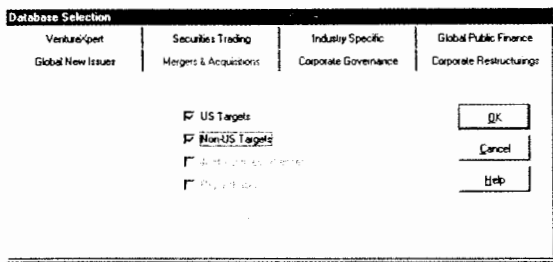 Database Selection
VentureXpert Securities Trading Industry Specific Global Public Finance
Global New Issues Mergers & Acquisitions Corporate Governance Corporate Restructurings
US Targets
OK
Non-US Targets
Cancel
Help